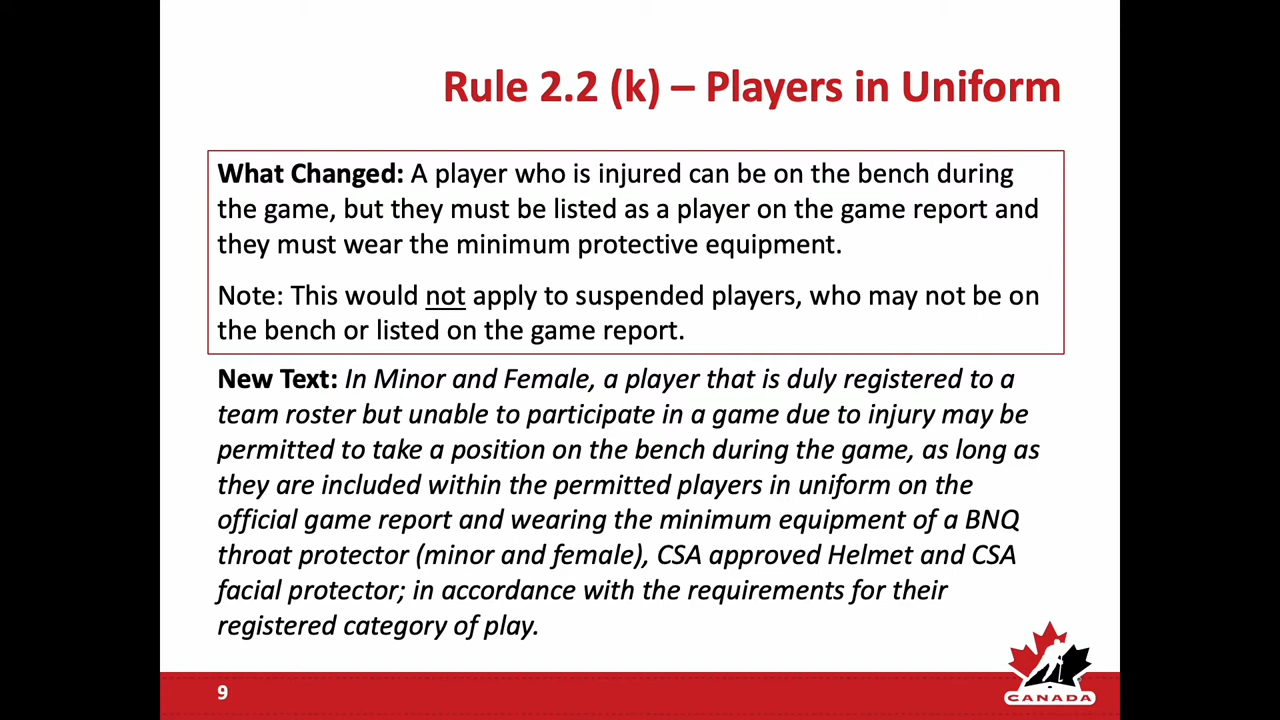 Rule 2.2 (k) – Players in Uniform
What Changed: A player who is injured can be on the bench during
the game, but they must be listed as a player on the game report and
they must wear the minimum protective equipment.
Note: This would not apply to suspended players, who may not be on
the bench or listed on the game report.
New Text: In Minor and Female, a player that is duly registered to a
team roster but unable to participate in a game due to injury may be
permitted to take a position on the bench during the game, as long as
they are included within the permitted players in uniform on the
official game report and wearing the minimum equipment of a BNQ
throat protector (minor and female), CSA approved Helmet and CSA
facial protector; in accordance with the requirements for their
registered category of play.
9
CANADA